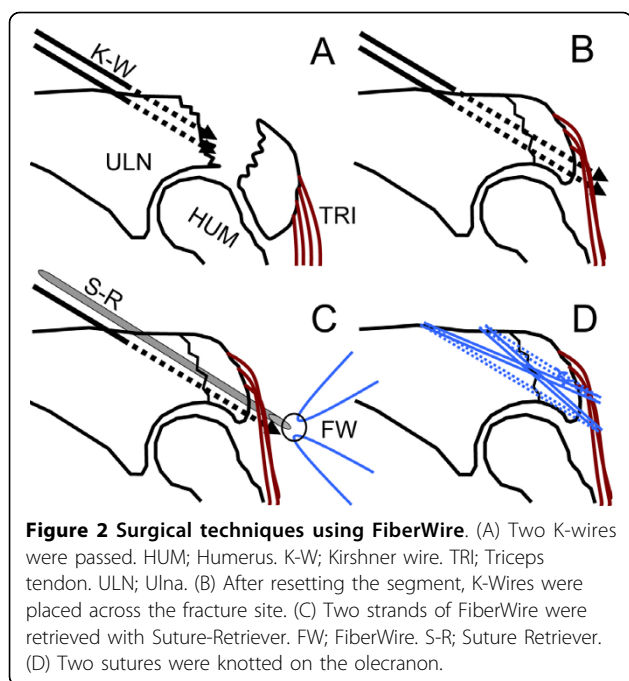 A
K-W
ULN
HUM
TRI
B
C
S-R
FW
D
Figure 2 Surgical techniques using FiberWire. (A) Two K-wires
were passed. HUM; Humerus. K-W; Kirshner wire. TRI; Triceps
tendon. ULN; Ulna. (B) After resetting the segment, K-Wires were
placed across the fracture site. (C) Two strands of FiberWire were
retrieved with Suture-Retriever. FW; FiberWire. S-R; Suture Retriever.
(D) Two sutures were knotted on the olecranon.